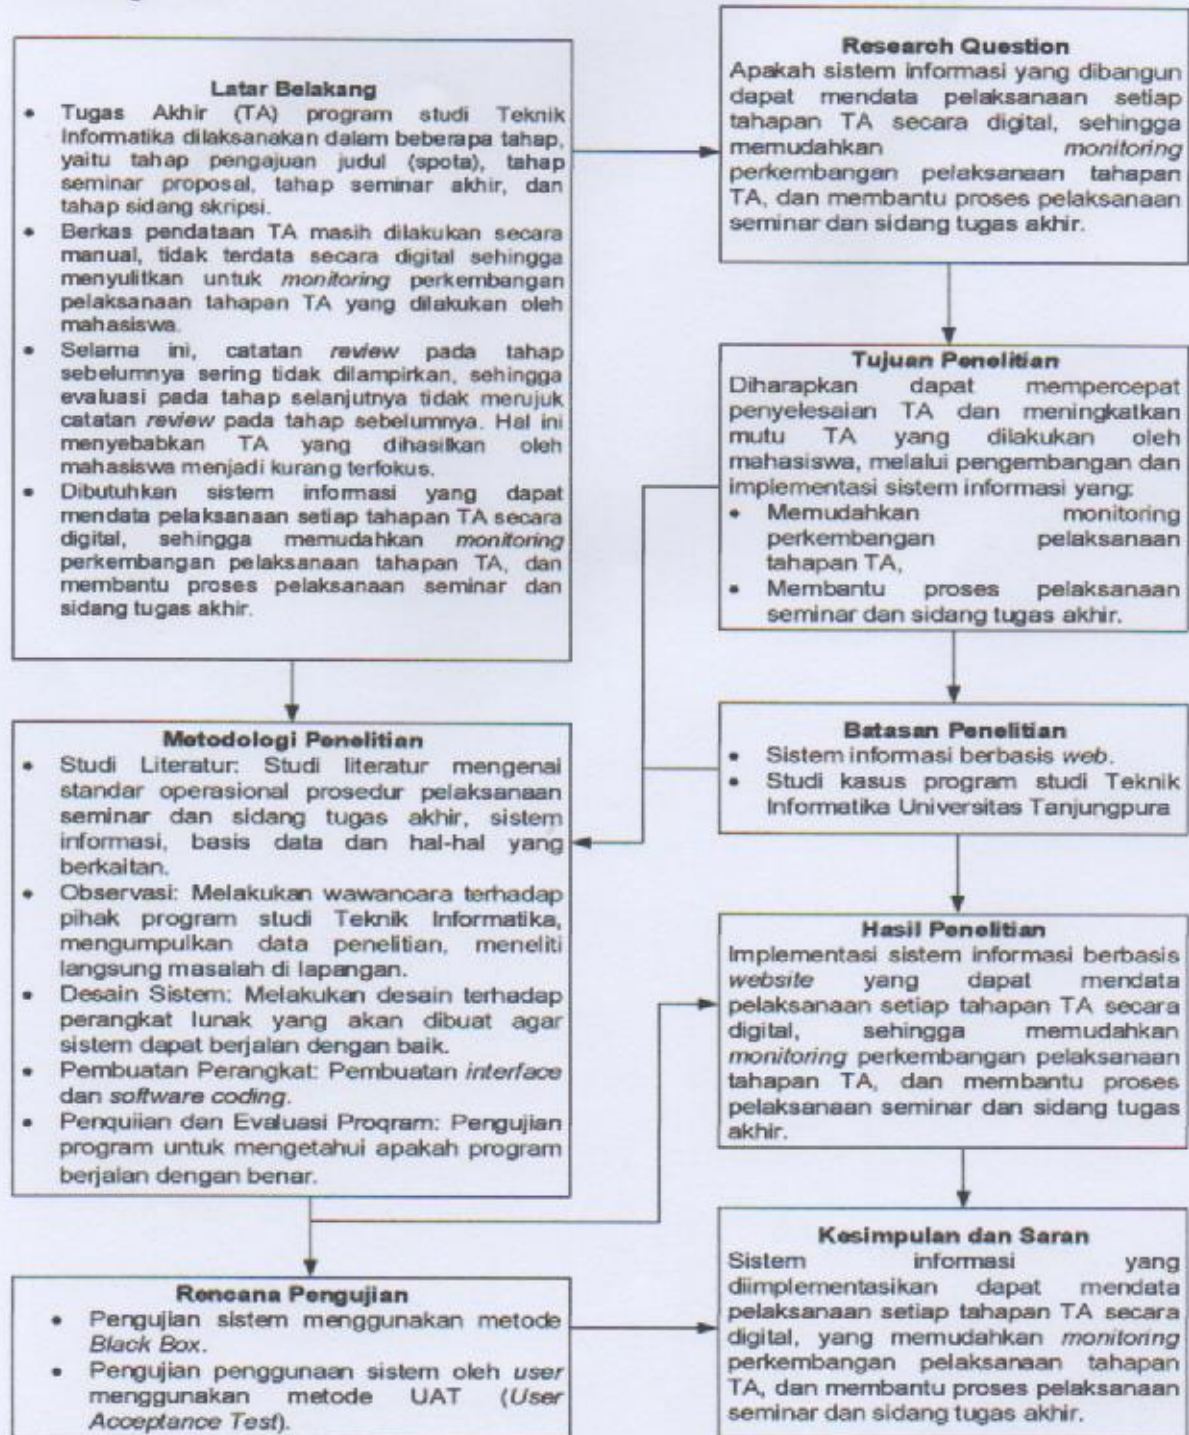 Latar Belakang
• Tugas Akhir (TA) program studi Teknik
Informatika dilaksanakan dalam beberapa tahap,
yaitu tahap pengajuan judul (spota), tahap
seminar proposal, tahap seminar akhir, dan
tahap sidang skripsi.
• Berkas pendataan TA masih dilakukan secara
manual, tidak terdata secara digital sehingga
menyulitkan untuk monitoring perkembangan
pelaksanaan tahapan TA yang dilakukan oleh
mahasiswa.
• Selama ini, catatan review pada tahap
sebelumnya sering tidak dilampirkan, sehingga
evaluasi pada tahap selanjutnya tidak merujuk
catatan review pada tahap sebelumnya. Hal ini
menyebabkan TA yang dihasilkan oleh
mahasiswa menjadi kurang terfokus.
• Dibutuhkan sistem informasi yang dapat
mendata pelaksanaan setiap tahapan TA secara
digital, sehingga memudahkan monitoring
perkembangan pelaksanaan tahapan TA, dan
membantu proses pelaksanaan seminar dan
sidang tugas akhir.
Research Question
Apakah sistem informasi yang dibangun
dapat mendata pelaksanaan setiap
tahapan TA secara digital, sehingga
memudahkan monitoring
perkembangan pelaksanaan tahapan
TA, dan membantu proses pelaksanaan
seminar dan sidang tugas akhir.
Tujuan Penelitian
Diharapkan dapat mempercepat
penyelesaian TA dan meningkatkan
mutu TA yang dilakukan oleh
mahasiswa, melalui pengembangan dan
implementasi sistem informasi yang:
• Memudahkan monitoring
perkembangan pelaksanaan
tahapan TA,
• Membantu proses pelaksanaan
seminar dan sidang tugas akhir.
Batasan Penelitian
• Sistem informasi berbasis web.
• Studi kasus program studi Teknik
Informatika Universitas Tanjungpura
Metodologi Penelitian
• Studi Literatur: Studi literatur mengenai
standar operasional prosedur pelaksanaan
seminar dan sidang tugas akhir, sistem
informasi, basis data dan hal-hal yang
berkaitan.
• Observasi: Melakukan wawancara terhadap
pihak program studi Teknik Informatika,
mengumpulkan data penelitian, meneliti
langsung masalah di lapangan.
• Desain Sistem: Melakukan desain terhadap
perangkat lunak yang akan dibuat agar
sistem dapat berjalan dengan baik.
• Pembuatan Perangkat: Pembuatan interface
dan software coding.
• Pengujian dan Evaluasi Program: Pengujian
program untuk mengetahui apakah program
berjalan dengan benar.
Hasil Penelitian
Implementasi sistem informasi berbasis
website yang dapat mendata
pelaksanaan setiap tahapan TA secara
digital, sehingga memudahkan
monitoring perkembangan pelaksanaan
tahapan TA, dan membantu proses
pelaksanaan seminar dan sidang tugas
akhir.
Rencana Pengujian
• Pengujian sistem menggunakan metode
Black Box.
• Pengujian penggunaan sistem oleh user
menggunakan metode UAT (User
Acceptance Test).
Kesimpulan dan Saran
Sistem informasi yang
diimplementasikan dapat mendata
pelaksanaan setiap tahapan TA secara
digital, yang memudahkan monitoring
perkembangan pelaksanaan tahapan
TA, dan membantu proses pelaksanaan
seminar dan sidang tugas akhir.